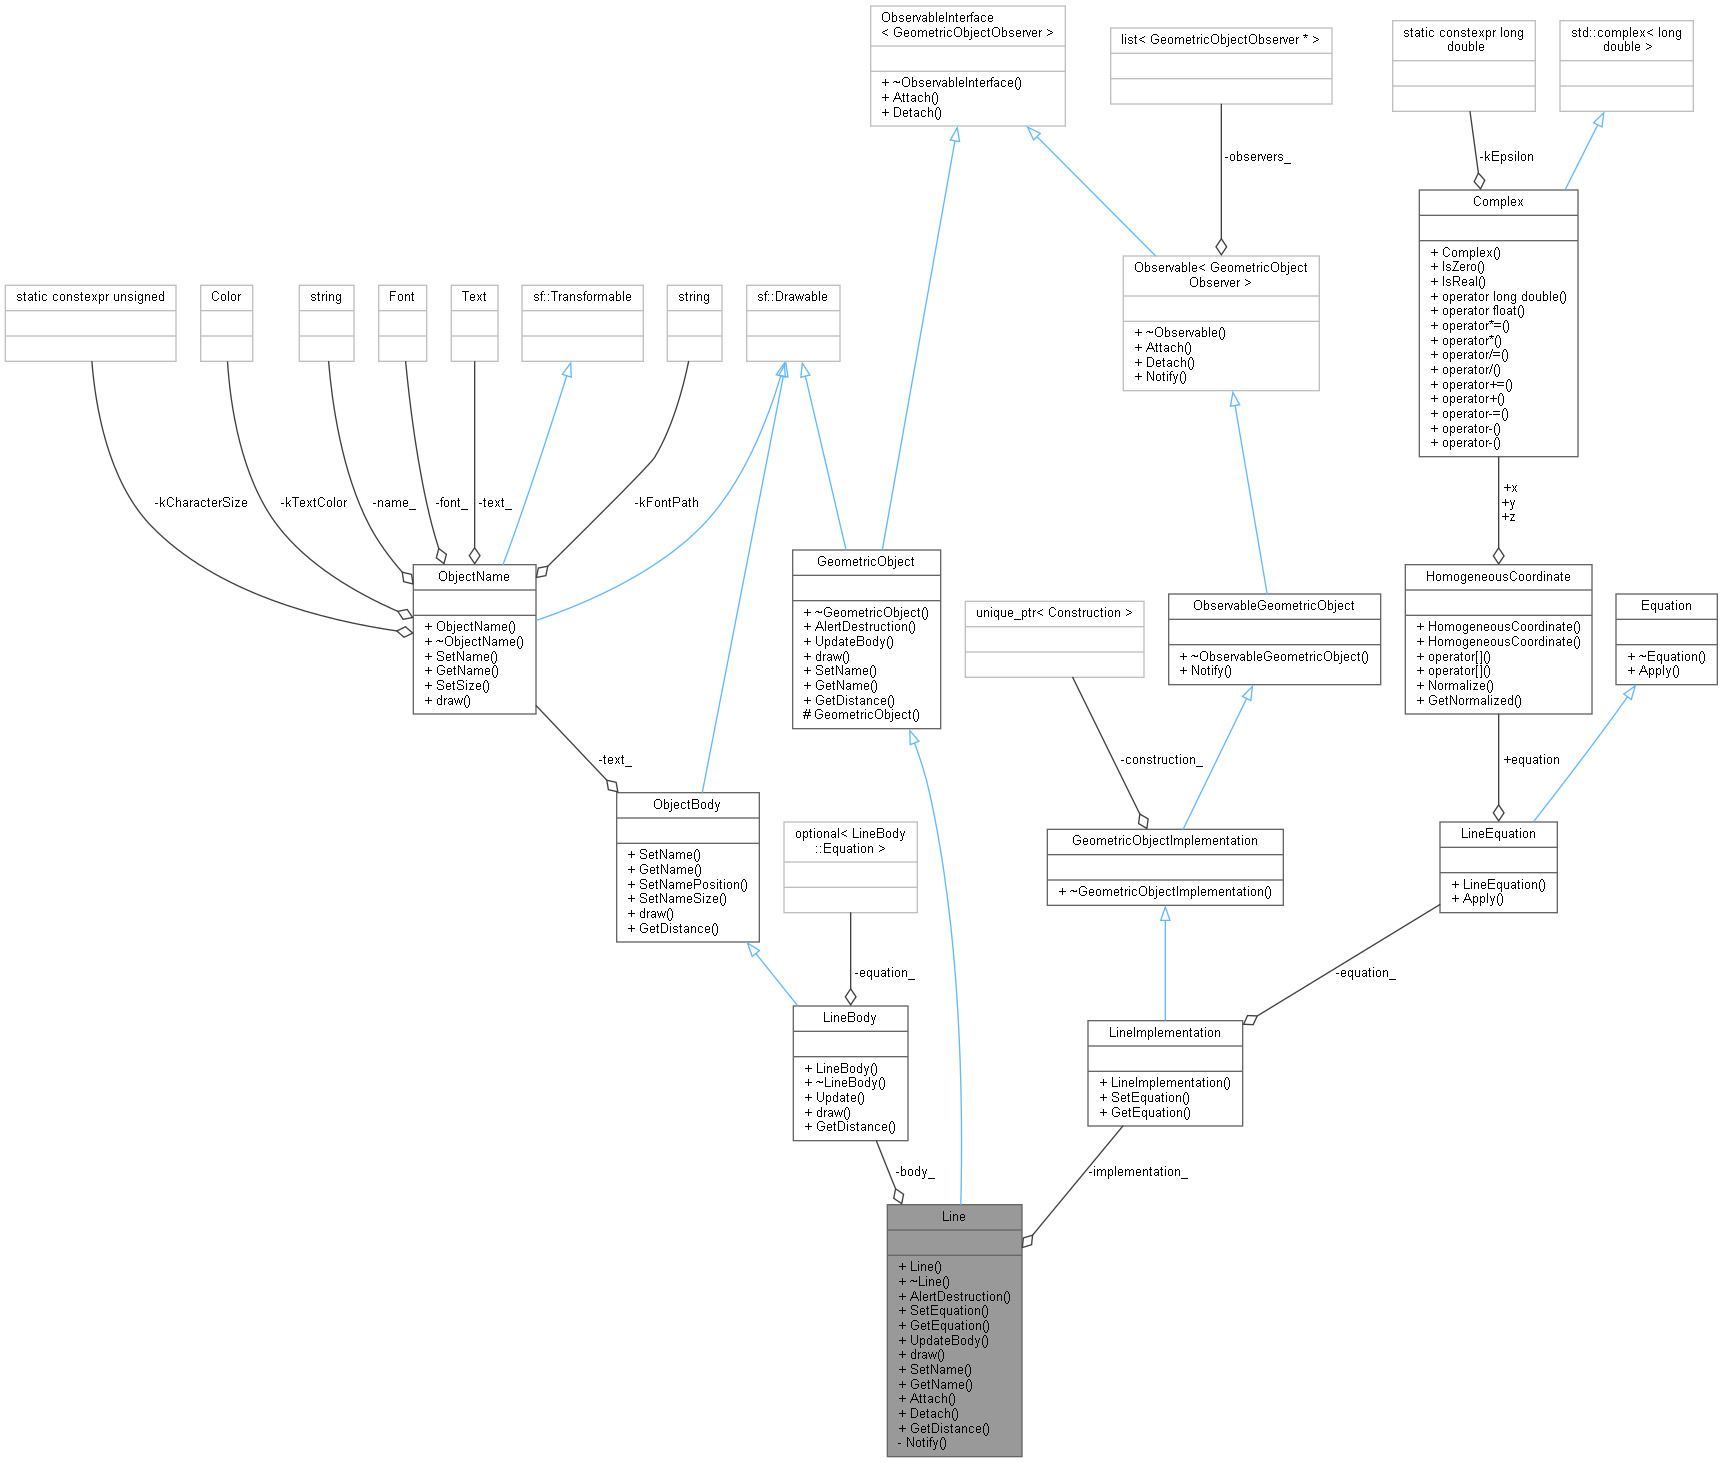 ObservableInterface
< GeometricObjectObserver >
+ ~ObservableInterface()
+ Attach()
+ Detach()
list< GeometricObjectObserver * >
static constexpr long
double
std::complex< long
double >
-observers_
-kEpsilon
Complex
+ Complex()
+ IsZero()
+ IsReal()
+ operator long double()
+ operator float()
+ operator*=()
+ operator*()
+ operator/=()
+ operator/()
+ operator+=()
+ operator+()
+ operator-=()
+ operator-()
+ operator-()
Observable< GeometricObject
Observer >
+ ~Observable()
+ Attach()
+ Detach()
+ Notify()
static constexpr unsigned
Color
string
Font
Text
sf::Transformable
string
sf::Drawable
-kCharacterSize
-kTextColor
-name_
-font_
-text_
-kFontPath
+x
+y
+z
ObjectName
+ ObjectName()
+ ~ObjectName()
+ SetName()
+ GetName()
+ SetSize()
+ draw()
GeometricObject
+ ~GeometricObject()
+ AlertDestruction()
+ UpdateBody()
+ draw()
+ SetName()
+ GetName()
+ GetDistance()
# GeometricObject()
unique_ptr< Construction >
ObservableGeometricObject
+ ~ObservableGeometricObject()
+ Notify()
HomogeneousCoordinate
+ HomogeneousCoordinate()
+ HomogeneousCoordinate()
+ operator[]()
+ operator[]()
+ Normalize()
+ GetNormalized()
Equation
+ ~Equation()
+ Apply()
-text_
-construction_
+equation
ObjectBody
+ SetName()
+ GetName()
+ SetNamePosition()
+ SetNameSize()
+ draw()
+ GetDistance()
optional< LineBody
::Equation >
GeometricObjectImplementation
+ ~GeometricObjectImplementation()
LineEquation
+ LineEquation()
+ Apply()
-equation_
-equation_
LineBody
+ LineBody()
+ ~LineBody()
+ Update()
+ draw()
+ GetDistance()
LineImplementation
+ LineImplementation()
+ SetEquation()
+ GetEquation()
-body_
-implementation_
Line
+ Line()
+ ~Line()
+ AlertDestruction()
+ SetEquation()
+ GetEquation()
+ UpdateBody()
+ draw()
+ SetName()
+ GetName()
+ Attach()
+ Detach()
+ GetDistance()
- Notify()